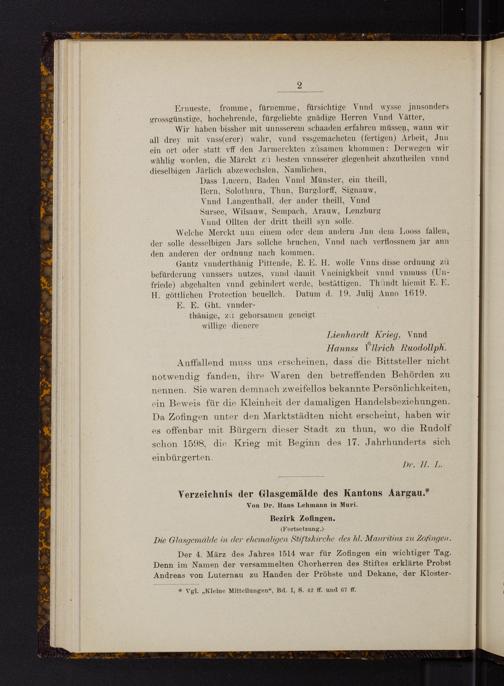 2
Ernueste, fromme, fürnemme, fürsichtige Vnnd wysse jnnsonders
grossgünstige, hochehrende, fürgeliebte gnädige Herren Vnnd Vätter,
Wir haben bissher mit unnsserem schaaden erfahren müssen, wann wir
all drey mit vnss(erer) wahr, vnnd vssgemacheten (fertigen) Arbeit, Jnn
ein ort oder statt vff den Jarmerckten züsamen khommen: Derwegen wir
wählig worden, die Märckt zü besten vnnsserer glegenheit abzutheilen vnnd
dieselbigen Järlich abzewechslen, Namlichen,
Dass Lucern, Baden Vnnd Münster, ein theill,
Bern, Solothurn, Thun, Burgdorff, Signauw,
Vnnd Langenthall, der ander theill, Vnnd
Sursee, Wilsauw, Sempach, Arauw, Lenzburg
Vnnd Ollten der dritt theill syn solle.
Welche Merckt nun einem oder dem andern Jnn dem Looss fallen,
der solle desselbigen Jars sollche bruchen, Vnnd nach verflossnem jar ann
den anderen der ordnung nach kommen.
Gantz vnnderthänig Pittende, E. E. H. wolle Vnns disse ordnung zü
befürderung vnnsers nutzes, vnnd damit Vneinigkheit vnnd vnmuss (Un-
friede) abgehalten vnnd gehindert werde, bestättigen. Thündt hiemit E. E.
H. göttlichen Protection beuelch. Datum d. 19. Julij Anno 1619.
E. E. Ght. vnnder-
thänige, zü gehorsamen geneigt
willige dienere
Lienhardt Krieg, Vnnd
Hannss Ůllrich Ruodollph.
Auffallend muss uns erscheinen, dass die Bittsteller nicht
notwendig fanden, ihre Waren den betreffenden Behörden zu
nennen. Sie waren demnach zweifellos bekannte Persönlichkeiten,
ein Beweis für die Kleinheit der damaligen Handelsbeziehungen.
Da Zofingen unter den Marktstädten nicht erscheint, haben wir
es offenbar mit Bürgern dieser Stadt zu thun, wo die Rudolf
schon 1598, die Krieg mit Beginn des 17. Jahrhunderts sich
eingbürgerten.
Dr. H. L.
Verzeichnis der Glasgemälde des Kantons Aargau.*
Von Dr. Hans Lehmann in Muri.
Bezirk Zofingen.
(Fortsetzung.)
Die Glasgemälde in der ehemaligen Stiftskirche des hl. Mauritius zu Zofingen.
Der 4. März des Jahres 1514 war für Zofingen ein wichtiger Tag.
Denn im Namen der versammelten Chorherren des Stiftes erklärte Probst
Andreas von Luternau zu Handen der Pröbste und Dekane, der Kloster-
* Vgl. „Kleine Mitteilungen", Bd. I, S. 42 ff. und 67 ff.